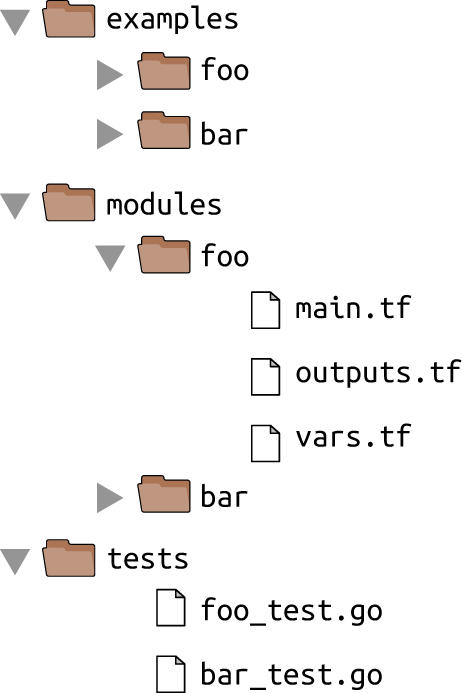 examples
foo
bar
modules
foo
main.tf
outputs.tf
vars.tf
bar
tests
foo_test.go
bar_test.go